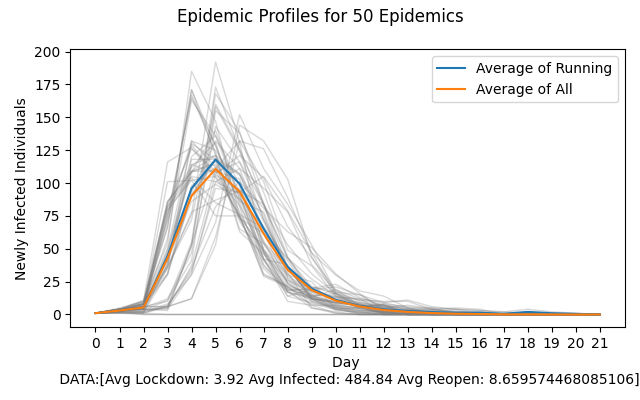 Epidemic Profiles for 50 Epidemics
200
175
150
125
100
75
50
25
0
Newly Infected Individuals
Average of Running
Average of All
0 1 2 3 4 5 6 7 8 9 10 11 12 13 14 15 16 17 18 19 20 21
Day
DATA:[Avg Lockdown: 3.92 Avg Infected: 484.84 Avg Reopen: 8.659574468085106]